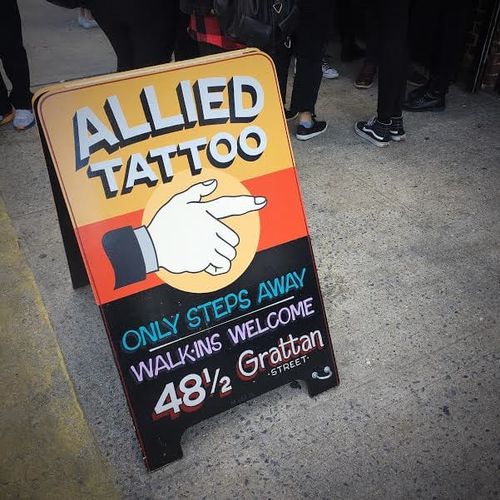 ALLIED
TATTOO
ONLY STEPS AWAY
WALK-INS WELCOME
48½ Grattan
·STREET·